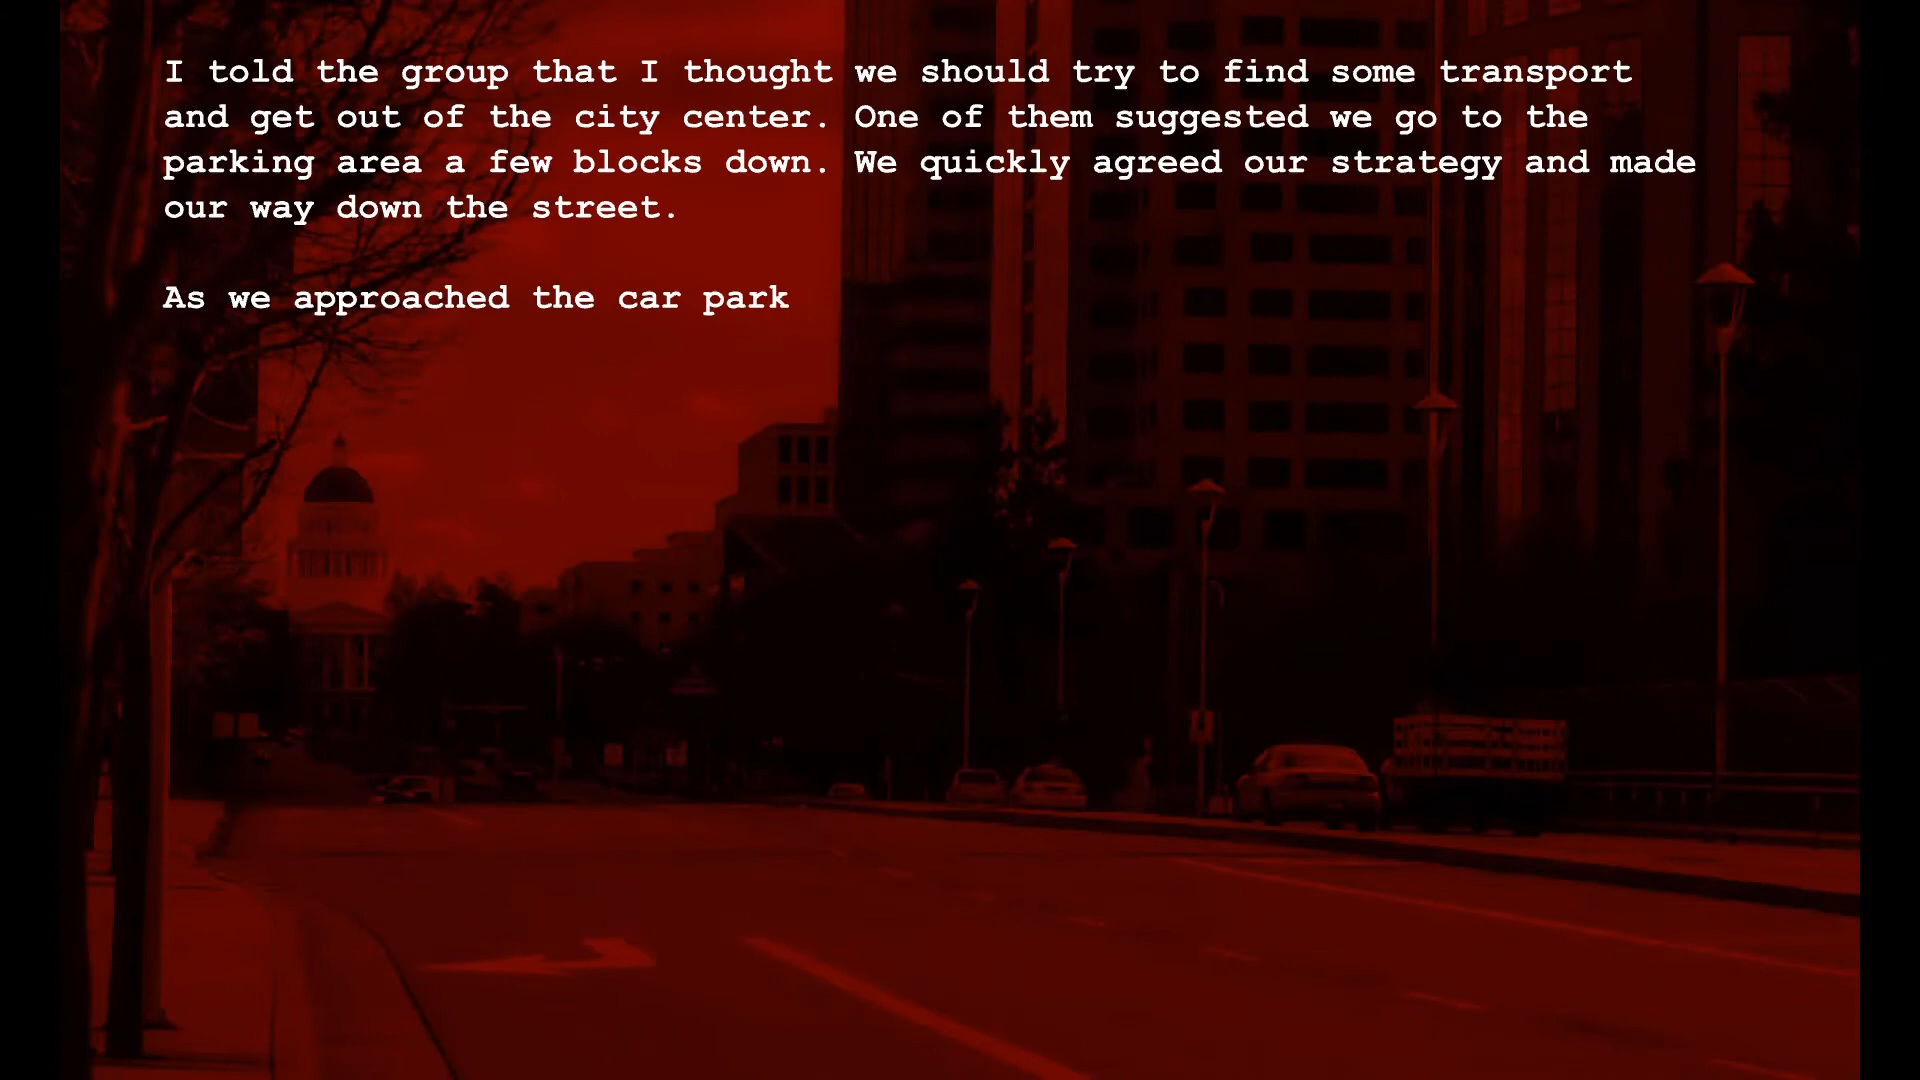 I told the group that I thought we should try to find some transport
and get out of the city center. One of them suggested we go to the
parking area a few blocks down. We quickly agreed our strategy and made
our way down the street.
As we approached the car park